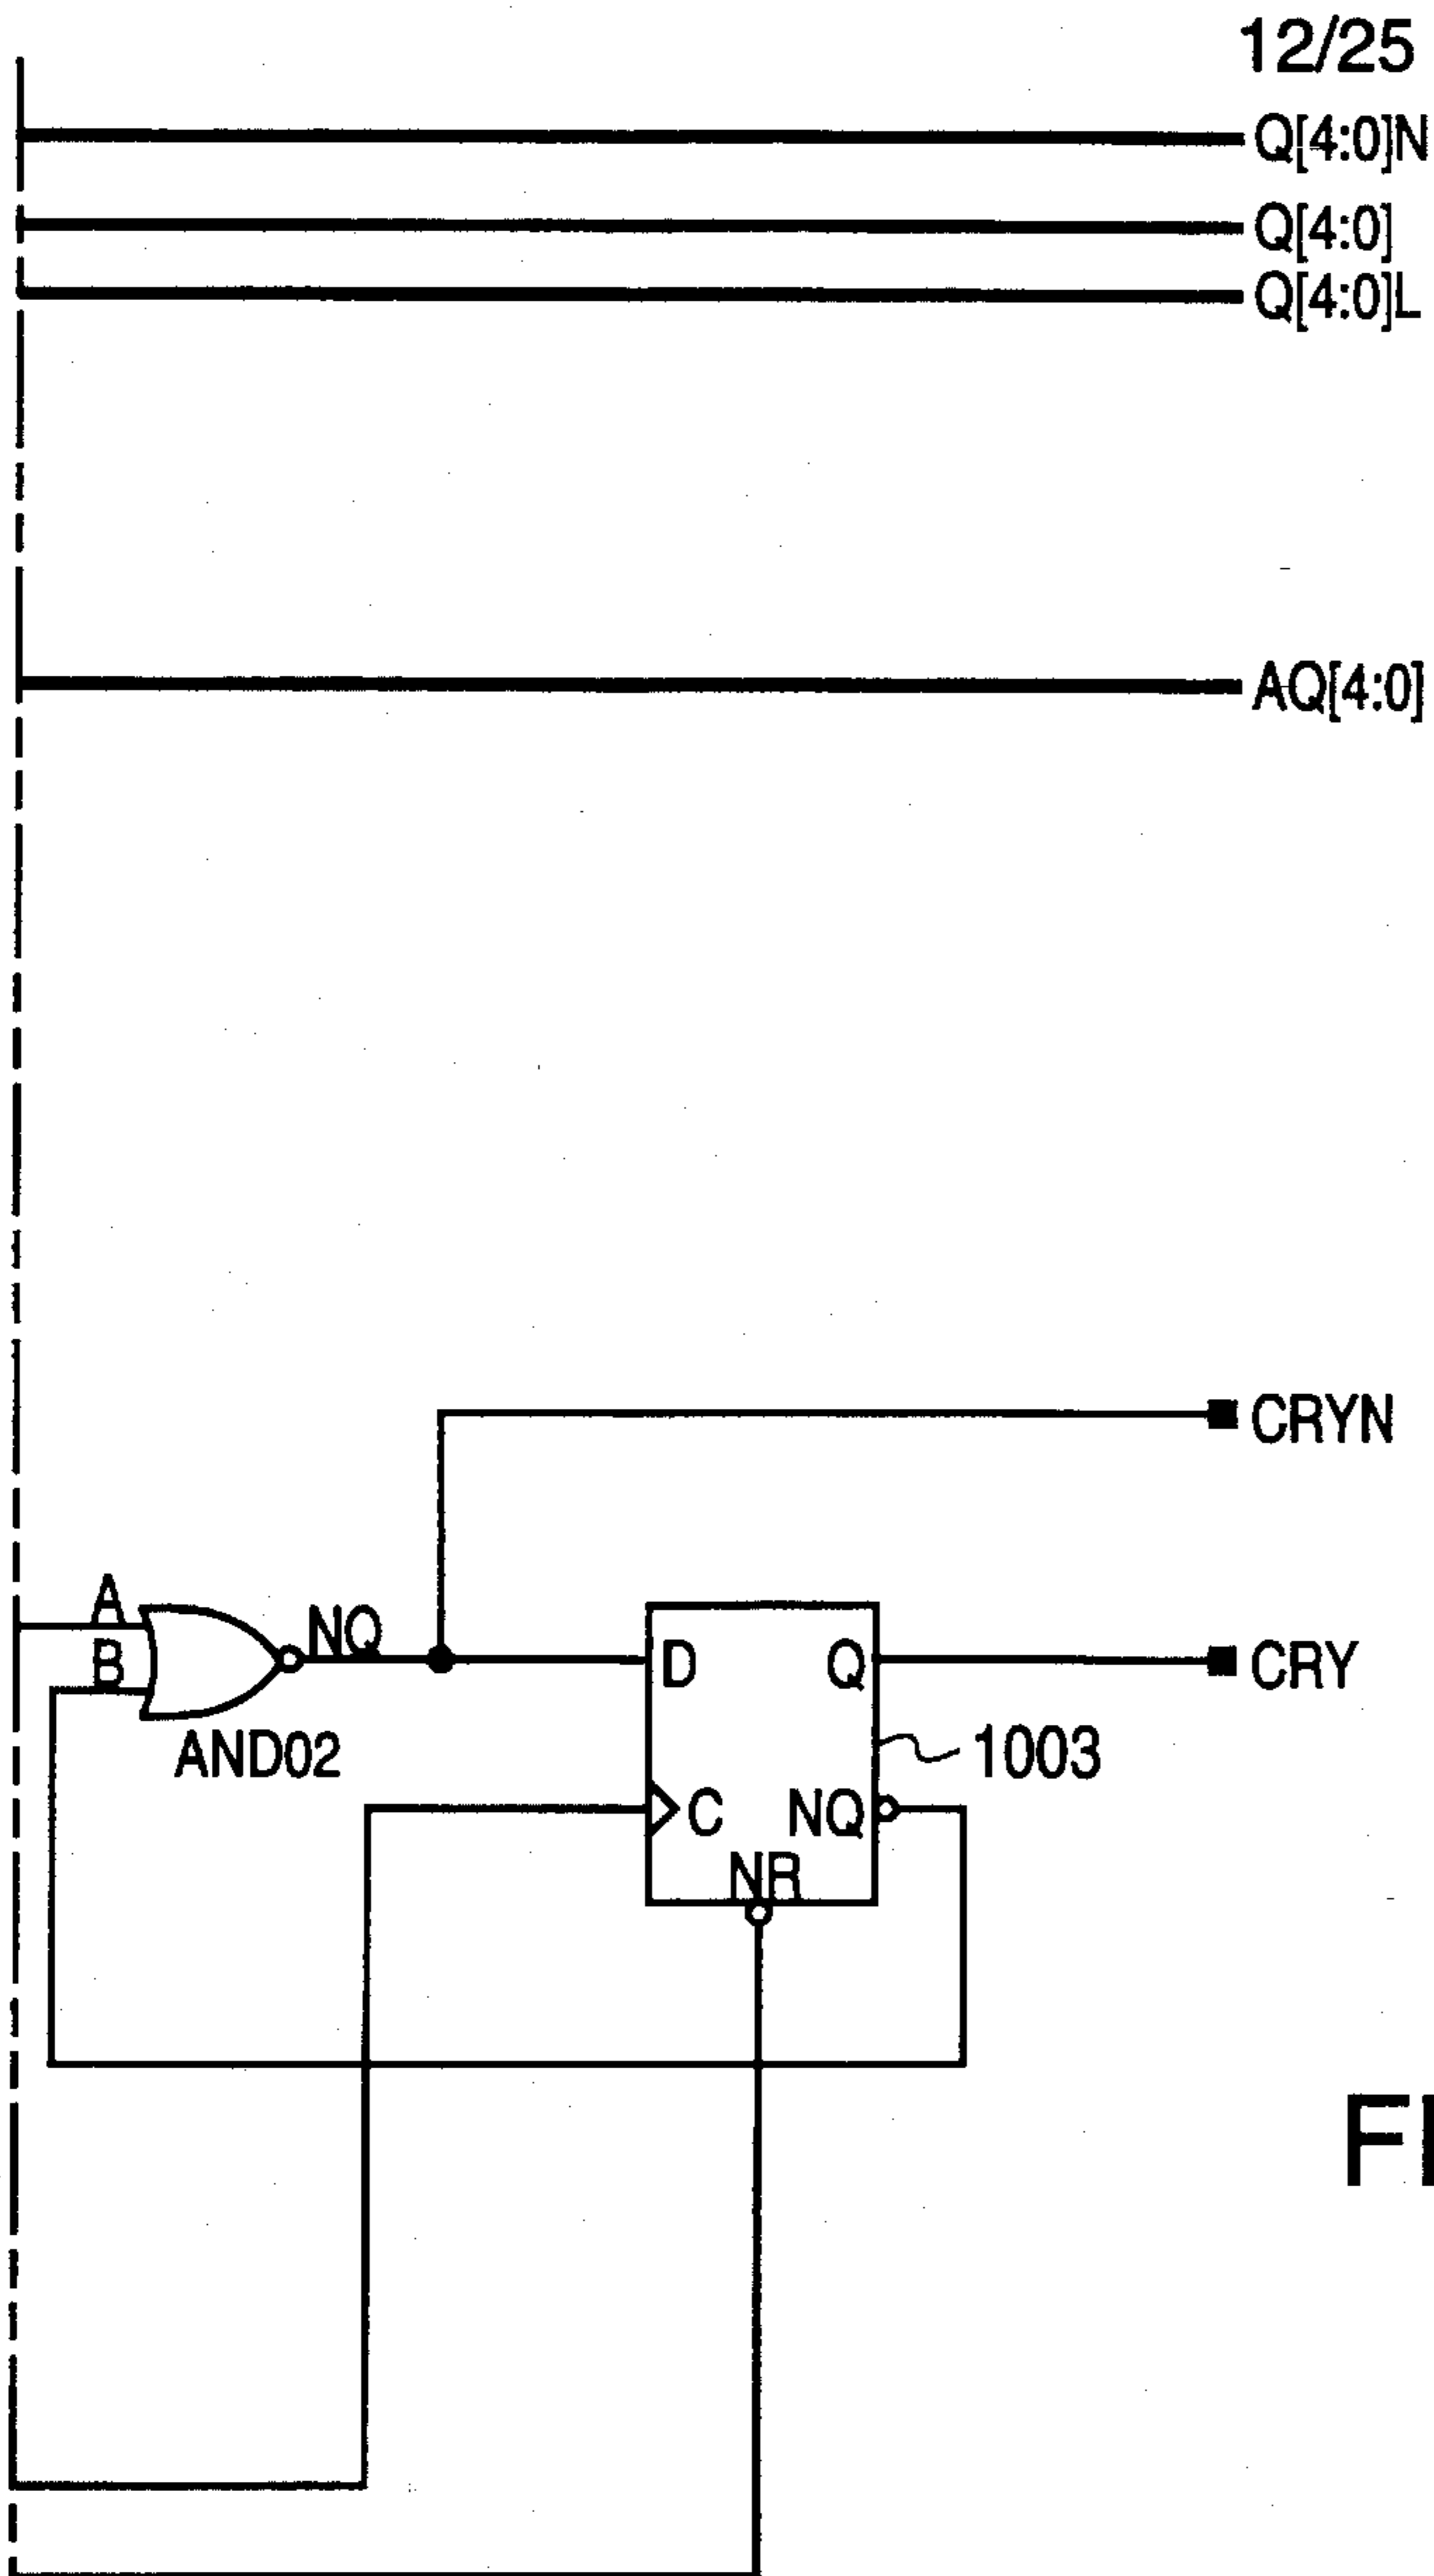 12/25
Q[4:0]N
Q[4:0]
Q[4:0]L
AQ[4:0]
CRYN
A
B
NQ
AND02
D
Q
CRY
1003
C
NQ
NR